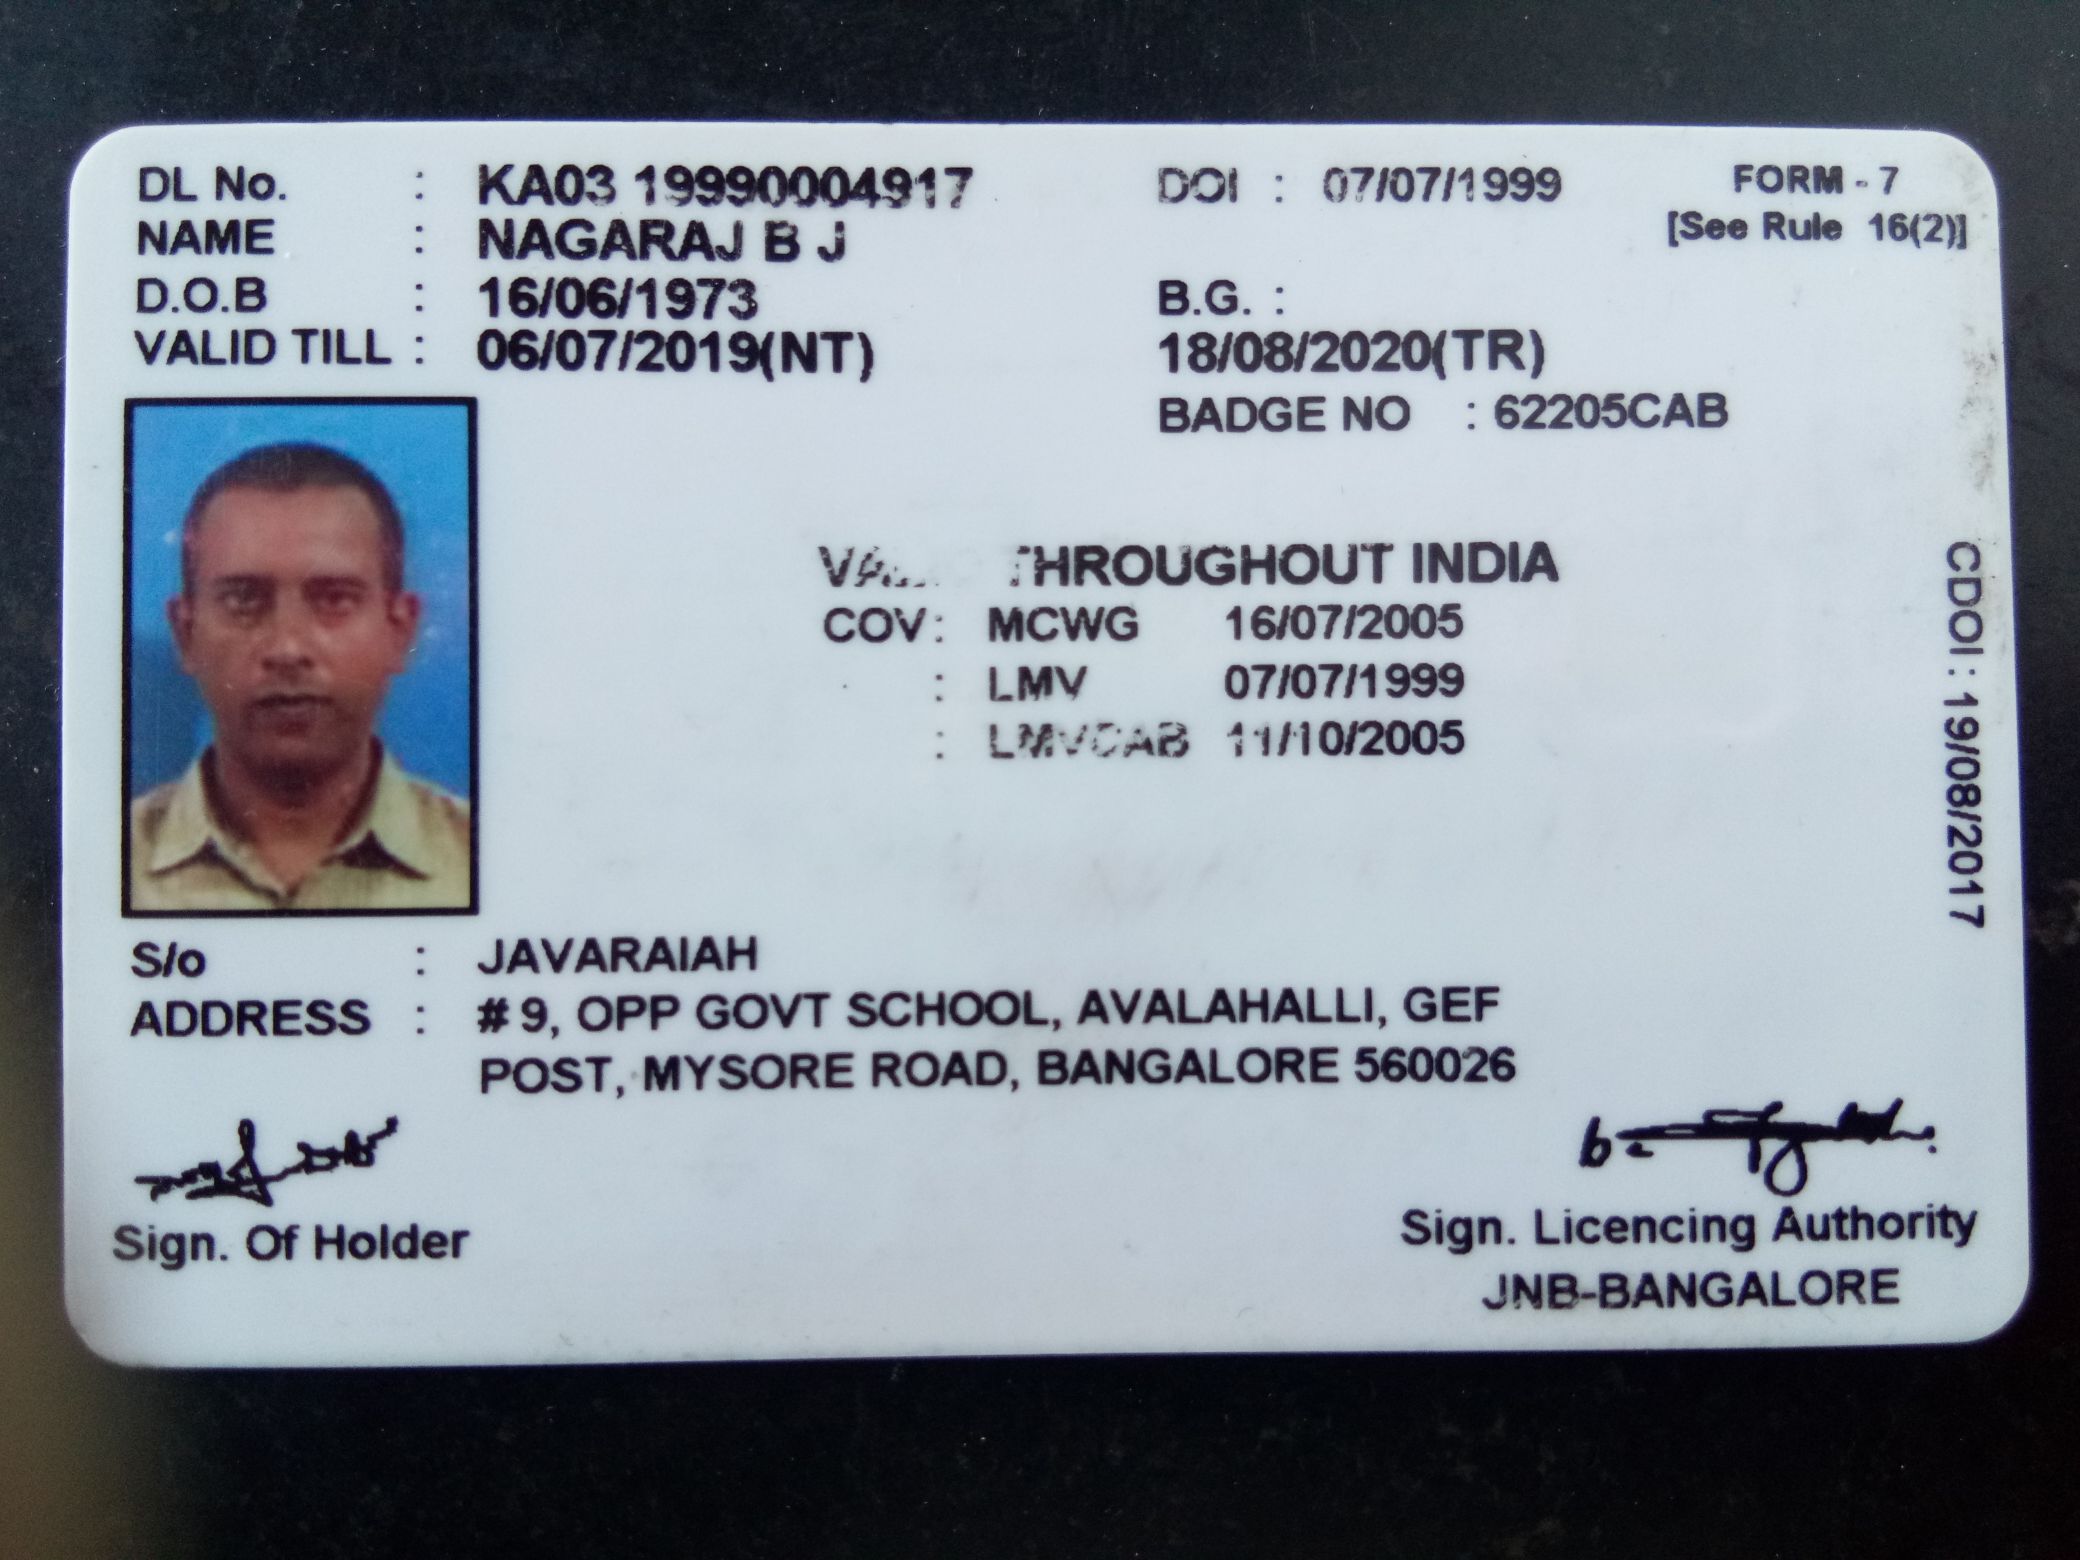 DL No. : KA03 19990004917 DOI : 07/07/1999 FORM - 7
NAME : NAGARAJ B J [See Rule 16(2)]
D.O.B : 16/06/1973 B.G. :
VALID TILL : 06/07/2019(NT) 18/08/2020(TR)
BADGE NO : 62205CAB
THROUGHOUT INDIA
COV: MCWG 16/07/2005
: LMV 07/07/1999
: LMVCAB 11/10/2005
CDOI: 19/08/2017
S/o : JAVARAIAH
ADDRESS : # 9, OPP GOVT SCHOOL, AVALAHALLI, GEF
POST, MYSORE ROAD, BANGALORE 560026
Sign. Of Holder
Sign. Licencing Authority
JNB-BANGALORE